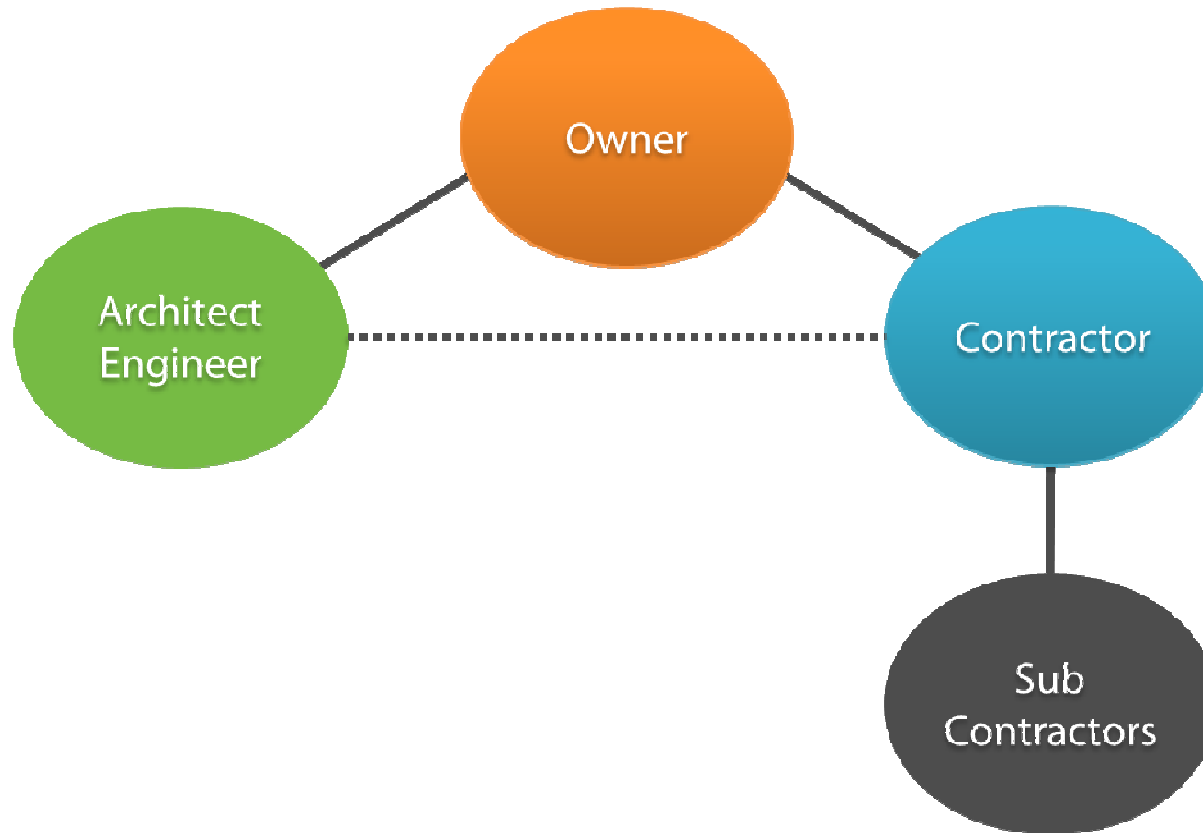 Owner
Architect
Engineer
Contractor
Sub
Contractors